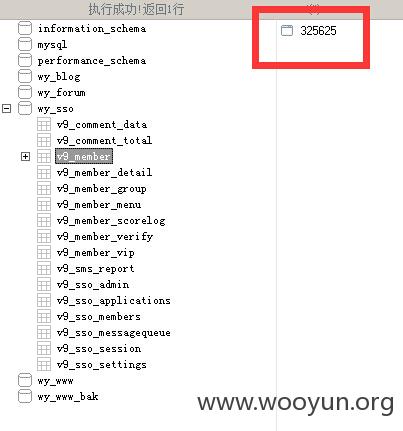 执行成功!返回1行
information_schema
325625
mysql
performance_schema
wy_blog
wy_forum
wy_sso
v9_comment_data
v9_comment_total
v9_member
v9_member_detail
v9_member_group
v9_member_menu
v9_member_scorelog
v9_member_verify
v9_member_vip
v9_sms_report
v9_sso_admin
v9_sso_applications
v9_sso_members
v9_sso_messagequeue
v9_sso_session
v9_sso_settings
wy_www
wy_www_bak
www.wooyun.org